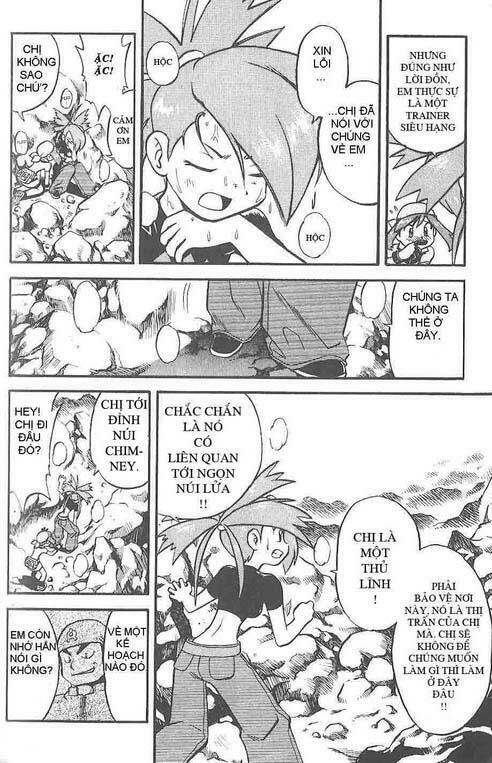 NHƯNG
ĐÚNG NHƯ
LỜI ĐỒN,
EM THỰC SỰ
LÀ MỘT
TRAINER
SIÊU HẠNG
XIN
LỖI
...
...CHỊ ĐÃ
NÓI VỚI
CHÚNG
VỀ EM
...
HỘC
HỘC
ẶC!
ẶC!
CHỊ
KHÔNG
SAO
CHỨ?
CÁM
ƠN EM
CHÚNG TA
KHÔNG
THỂ Ở
ĐÂY.
CHẮC CHẮN
LÀ NÓ
CÓ
LIÊN QUAN
TỚI NGỌN
NÚI LỬA
!!
CHỊ LÀ
MỘT
THỦ
LĨNH
!
PHẢI
BẢO VỆ NƠI
NÀY, NÓ LÀ THỊ
TRẤN CỦA CHỊ
MÀ. CHỊ SẼ
KHÔNG ĐỂ
CHÚNG MUỐN
LÀM GÌ THÌ LÀM
Ở ĐÂY
ĐÂU
!!
CHỊ TỚI
ĐỈNH
NÚI
CHIM-
NEY.
HEY!
CHỊ ĐI
ĐÂU
ĐÓ?
VỀ MỘT
KẾ
HOẠCH
NÀO ĐÓ.
EM CÒN
NHỚ HẮN
NÓI GÌ
KHÔNG?